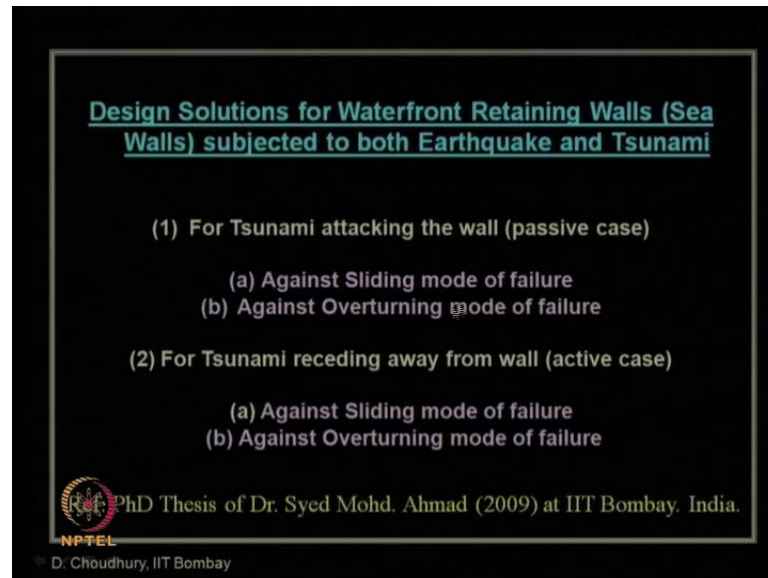 Design Solutions for Waterfront Retaining Walls (Sea
Walls) subjected to both Earthquake and Tsunami
(1) For Tsunami attacking the wall (passive case)
(a) Against Sliding mode of failure
(b) Against Overturning mode of failure
(2) For Tsunami receding away from wall (active case)
(a) Against Sliding mode of failure
(b) Against Overturning mode of failure
PhD Thesis of Dr. Syed Mohd. Ahmad (2009) at IIT Bombay. India.
NPTEL
D. Choudhury, IIT Bombay